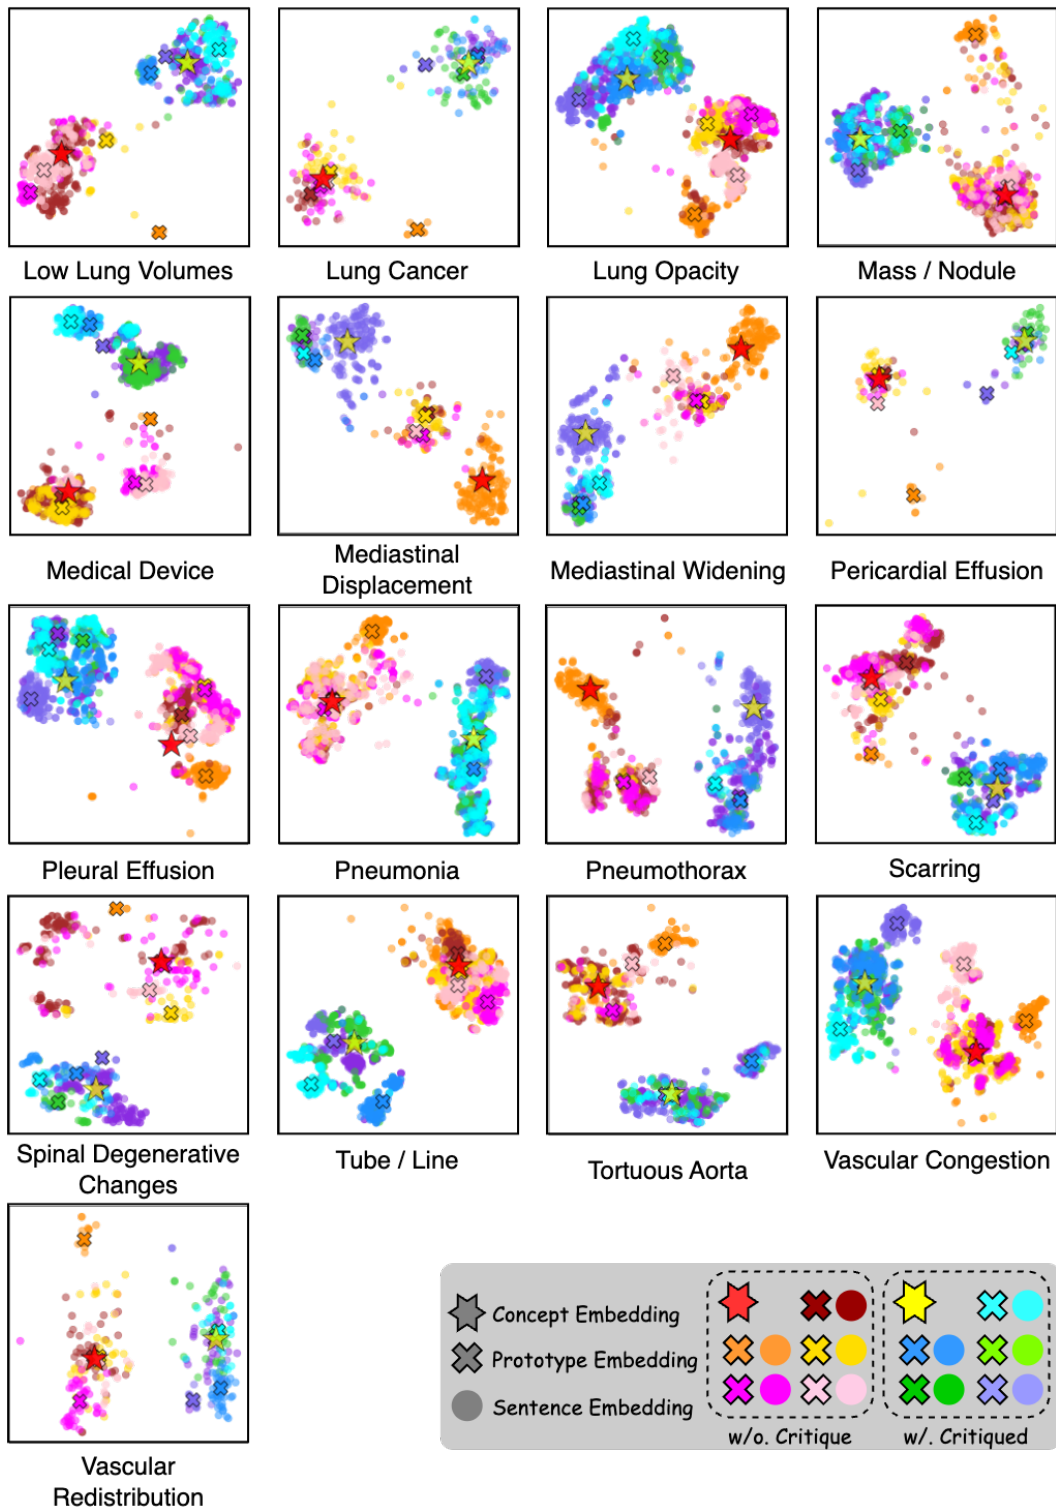 Low Lung Volumes
Lung Cancer
Lung Opacity
Mass / Nodule
Medical Device
Mediastinal
Displacement
Mediastinal Widening
Pericardial Effusion
Pleural Effusion
Pneumonia
Pneumothorax
Scarring
Spinal Degenerative
Changes
Tube / Line
Tortuous Aorta
Vascular Congestion
Vascular
Redistribution
Concept Embedding
Prototype Embedding
Sentence Embedding
w/o. Critique
w/. Critiqued